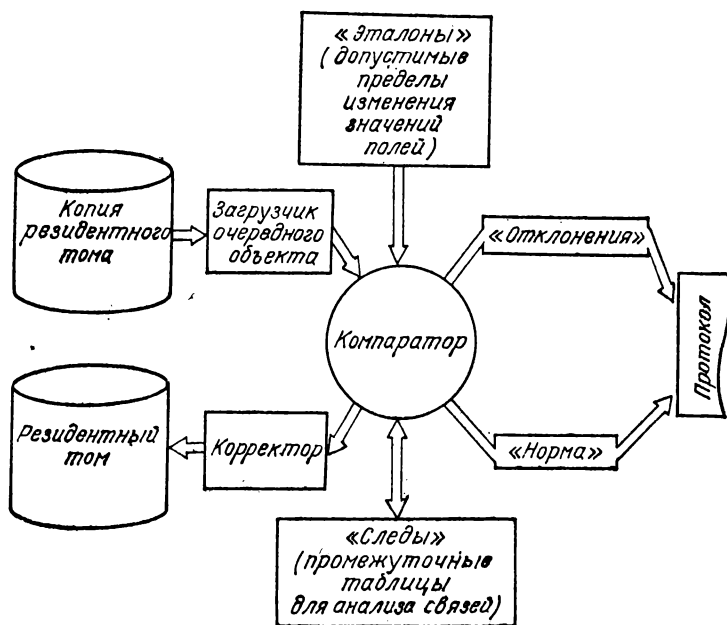 «Эталоны»
(допустимые
пределы
изменения
значений
полей)
Копия
резидентного
тома
Загрузчик
очередного
объекта
«Отклонения»
Компаратор
Протокол
Резидентный
том
Корректор
«Норма»
«Следы»
(промежуточные
таблицы
для анализа связей)